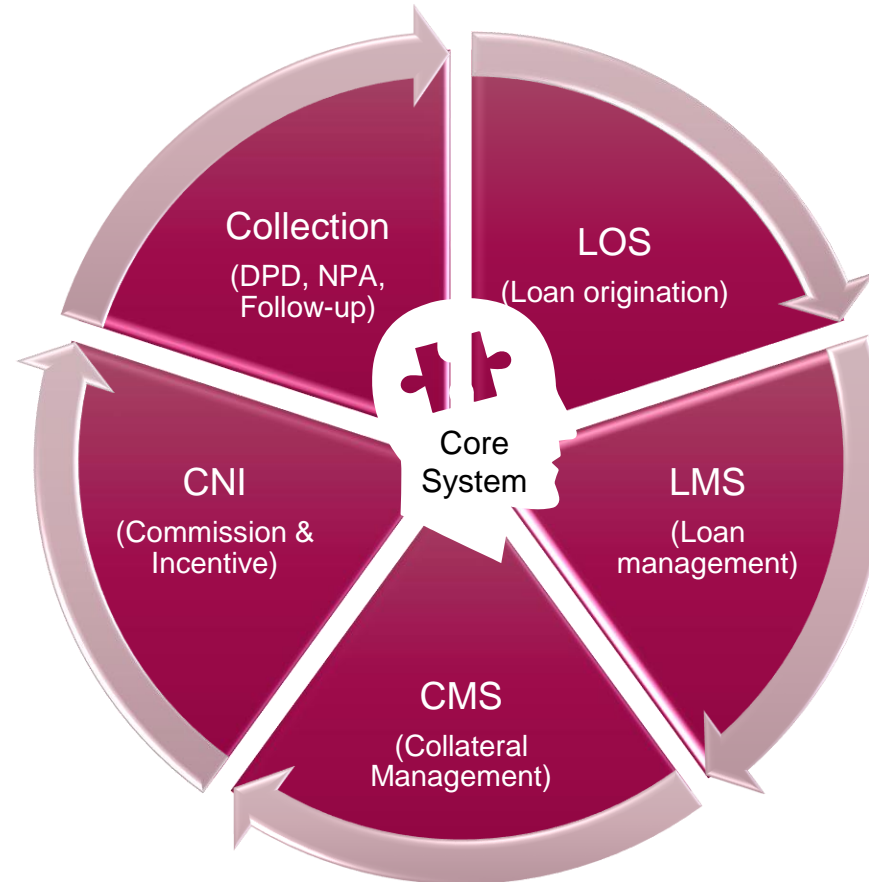 Collection
(DPD, NPA,
Follow-up)
LOS
(Loan origination)
Core
System
CNI
(Commission &
Incentive)
LMS
(Loan
management)
CMS
(Collateral
Management)